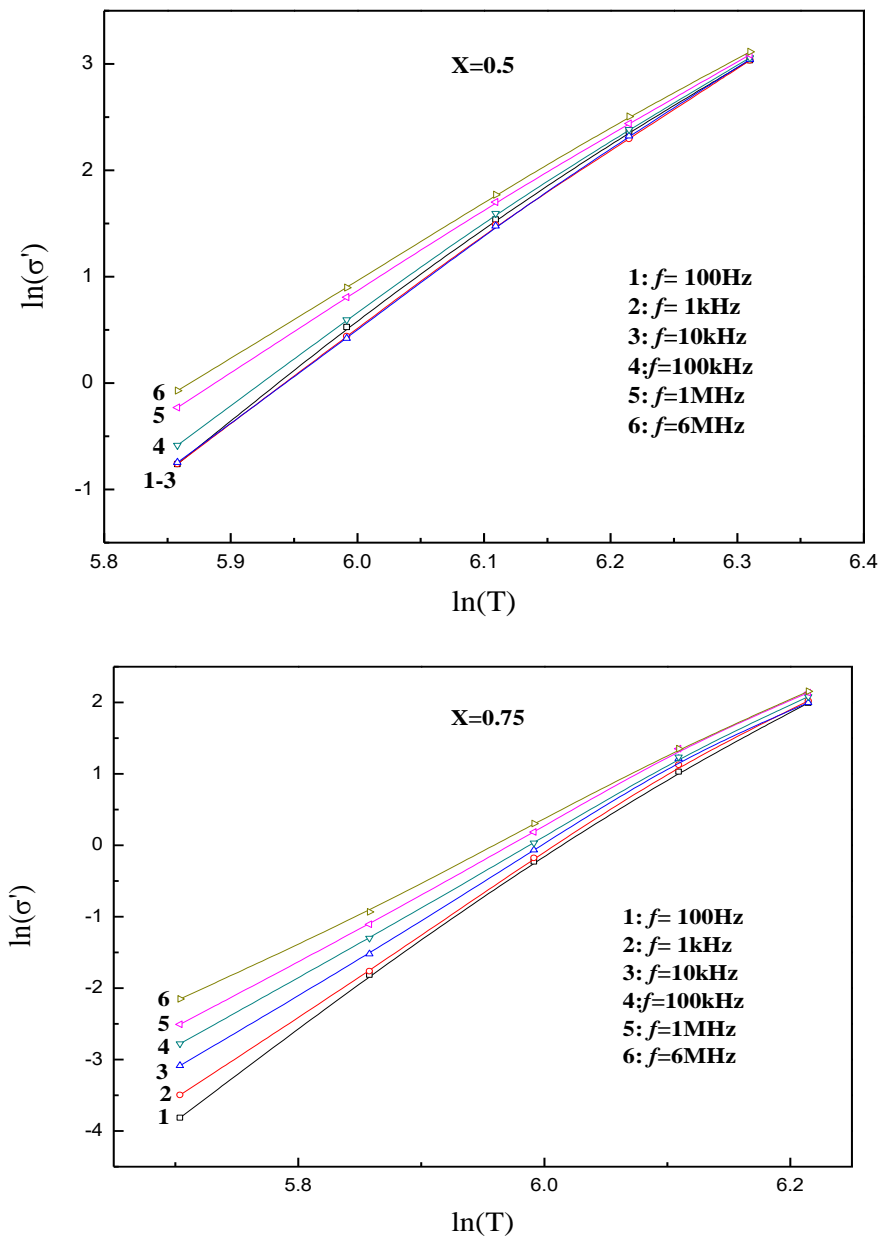 X=0.5
3
2
1
0
-1
ln(σ')
1: f= 100Hz
2: f= 1kHz
3: f=10kHz
4:f=100kHz
5: f=1MHz
6: f=6MHz
6
5
4
1-3
5.8 5.9 6.0 6.1 6.2 6.3 6.4
ln(T)
X=0.75
2
1
0
-1
-2
-3
-4
ln(σ')
1: f= 100Hz
2: f= 1kHz
3: f=10kHz
4:f=100kHz
5: f=1MHz
6: f=6MHz
6
5
4
3
2
1
5.8 6.0 6.2
ln(T)